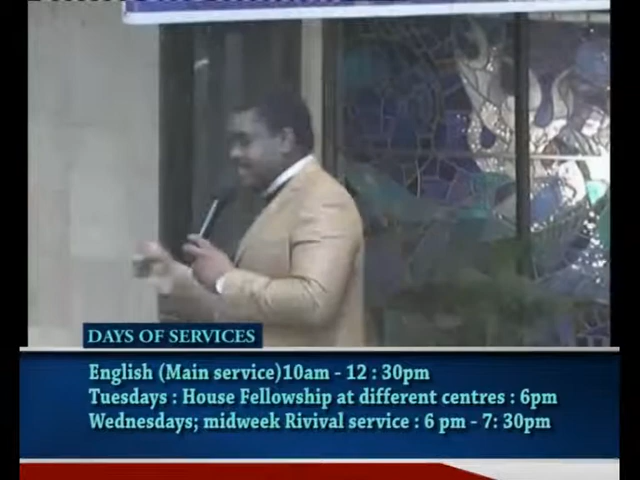 DAYS OF SERVICES
English (Main service)10am - 12 : 30pm
Tuesdays : House Fellowship at different centres : 6pm
Wednesdays; midweek Rivival service : 6 pm - 7: 30pm